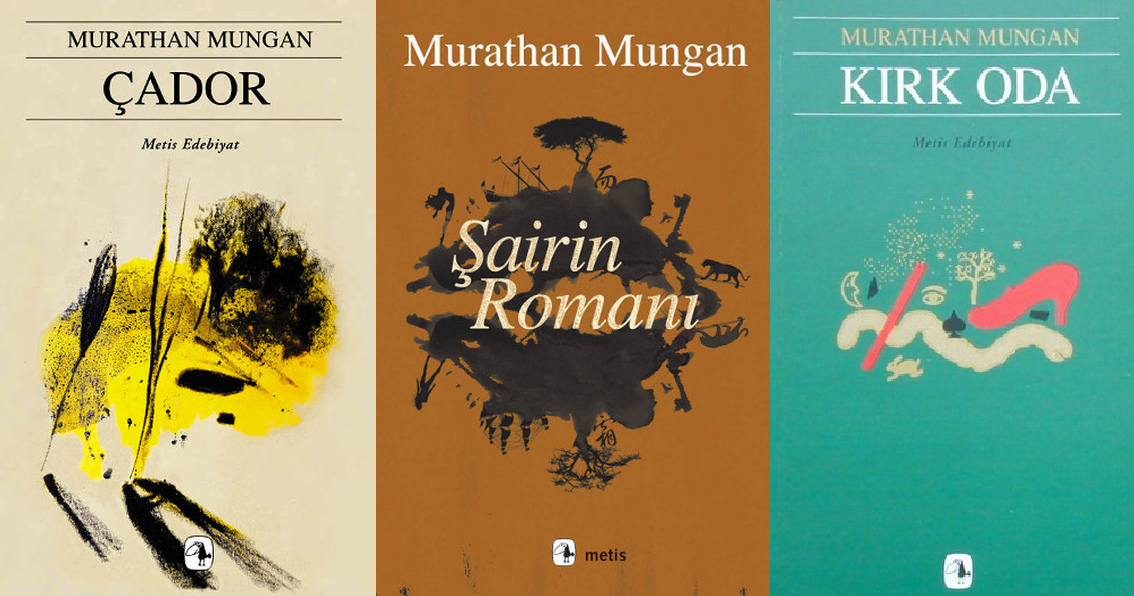 MURATHAN MUNGAN
ÇADOR
Metis Edebiyat
Murathan Mungan
Şairin
Romanı
metis
MURATHAN MUNGAN
KIRK ODA
Metis Edebiyat